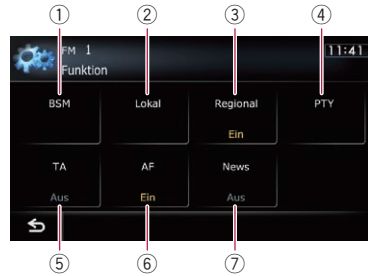 ① ② ③ ④
FM 1 11:41
Funktion
BSM Lokal Regional PTY
Ein
TA AF News
Aus Ein Aus
⑤ ⑥ ⑦